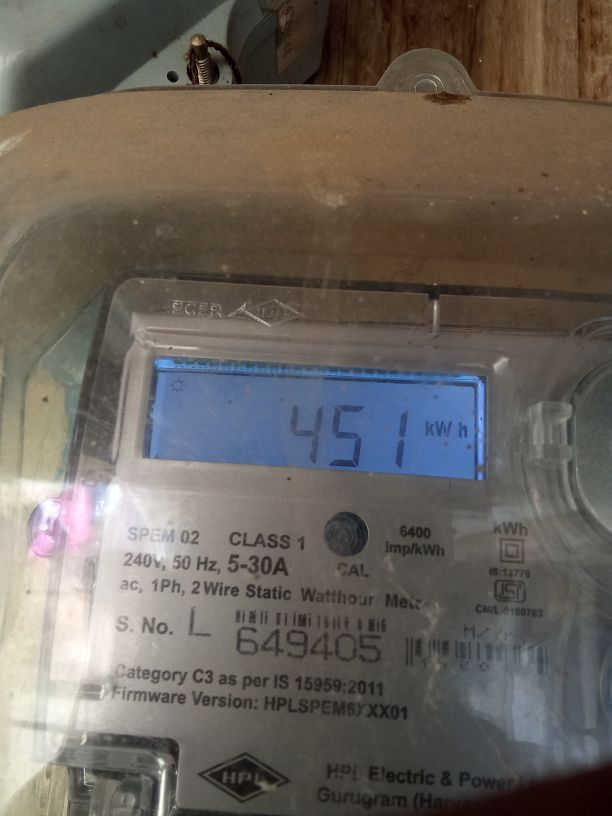 451 kWh
SPEM 02 CLASS 1 6400 imp/kWh kWh
240V, 50 Hz, 5-30A CAL IS:13779
ac, 1Ph, 2 Wire Static Watthour
CM/L-9100783
S. No. L 649405
Category C3 as per IS 15959:2011
Firmware Version:
HPL HPL Electric & Power
Gurugram